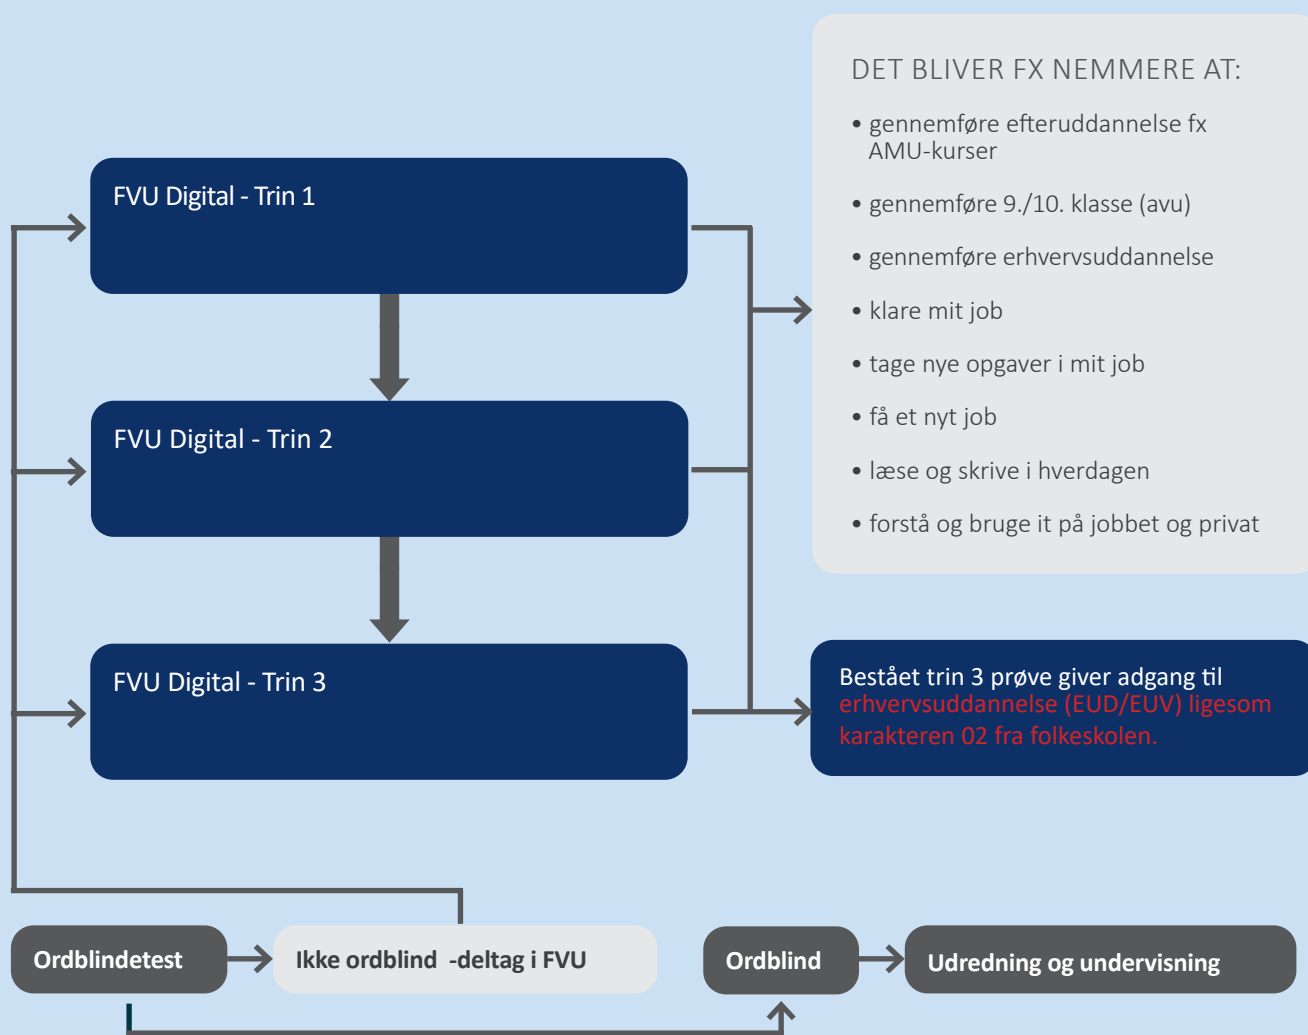 DET BLIVER FX NEMMERE AT:
• gennemføre efteruddannelse fx
AMU-kurser
• gennemføre 9./10. klasse (avu)
• gennemføre erhvervsuddannelse
• klare mit job
• tage nye opgaver i mit job
• få et nyt job
• læse og skrive i hverdagen
• forstå og bruge it på jobbet og privat
FVU Digital - Trin 1
FVU Digital - Trin 2
FVU Digital - Trin 3
Bestået trin 3 prøve giver adgang til
erhvervsuddannelse (EUD/EUV) ligesom
karakteren 02 fra folkeskolen.
Ordblindetest
Ikke ordblind -deltag i FVU
Ordblind
Udredning og undervisning